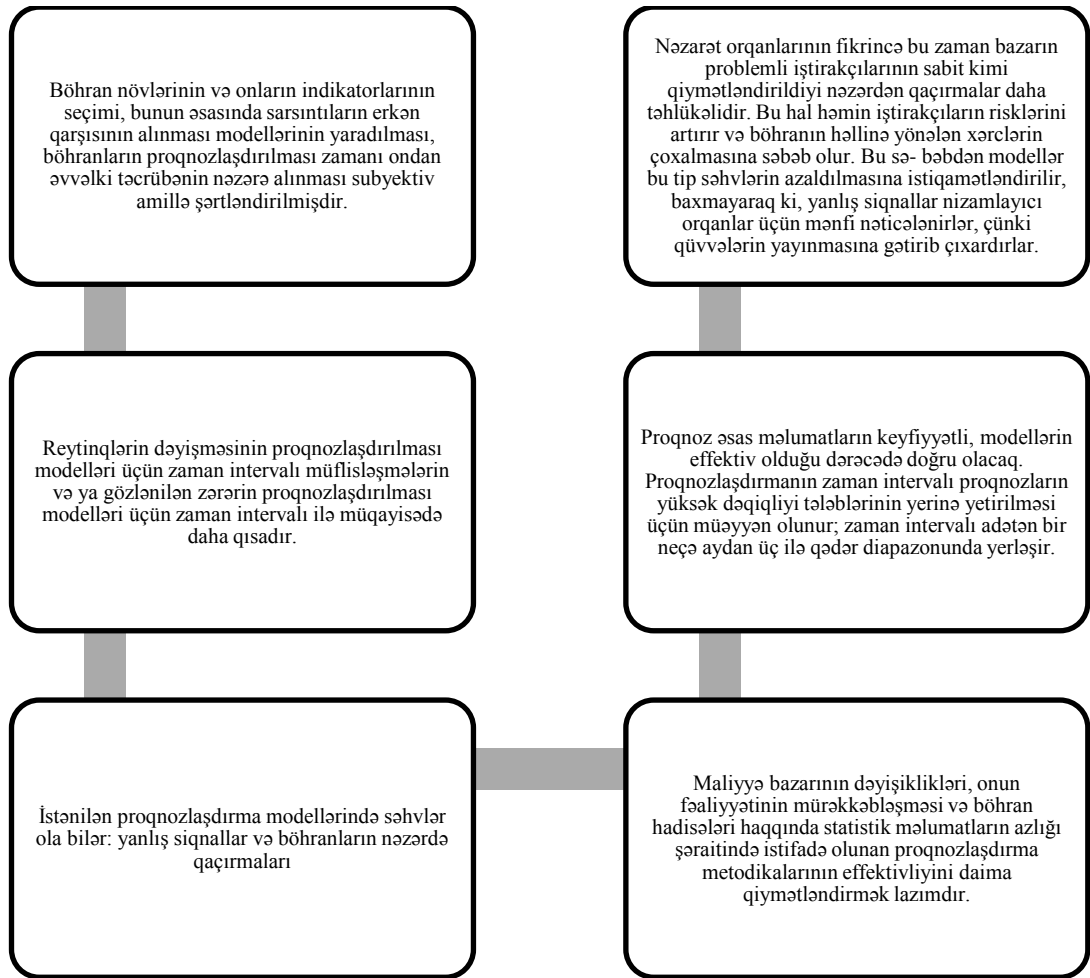 Böhran növlərinin və onların indikatorlarının
seçimi, bunun əsasında sarsıntıların erkən
qarşısının alınması modellərinin yaradılması,
böhranların proqnozlaşdırılması zamanı ondan
əvvəlki təcrübənin nəzərə alınması subyektiv
amillə şərtləndirilmişdir.
Reytinqlərin dəyişməsinin proqnozlaşdırılması
modelləri üçün zaman intervalı müflisləşmələrin
və ya gözlənilən zərərin proqnozlaşdırılması
modelləri üçün zaman intervalı ilə müqayisədə
daha qısadır.
İstənilən proqnozlaşdırma modellərində səhvlər
ola bilər: yanlış siqnallar və böhranların nəzərdə
qaçırmaları
Maliyyə bazarının dəyişiklikləri, onun
fəaliyyətinin mürəkkəbləşməsi və böhran
hadisələri haqqında statistik məlumatların azlığı
şəraitində istifadə olunan proqnozlaşdırma
metodikalarının effektivliyini daima
qiymətləndirmək lazımdır.
Proqnoz əsas məlumatların keyfiyyətli, modellərin
effektiv olduğu dərəcədə doğru olacaq.
Proqnozlaşdırmanın zaman intervalı proqnozların
yüksək dəqiqliyi tələblərinin yerinə yetirilməsi
üçün müəyyən olunur; zaman intervalı adətən bir
neçə aydan üç ilə qədər diapazonunda yerləşir.
Nəzarət orqanlarının fikrincə bu zaman bazarın
problemli iştirakçılarının sabit kimi
qiymətləndirildiyi nəzərdən qaçırmalar daha
təhlükəlidir. Bu hal həmin iştirakçıların risklərini
artırır və böhranın həllinə yönələn xərclərin
çoxalmasına səbəb olur. Bu sə- bəbdən modellər
bu tip səhvlərin azaldılmasına istiqamətləndirilir,
baxmayaraq ki, yanlış siqnallar nizamlayıcı
orqanlar üçün mənfi nəticələnirlər, çünki
qüvvələrin yayınmasına gətirib çıxardırlar.